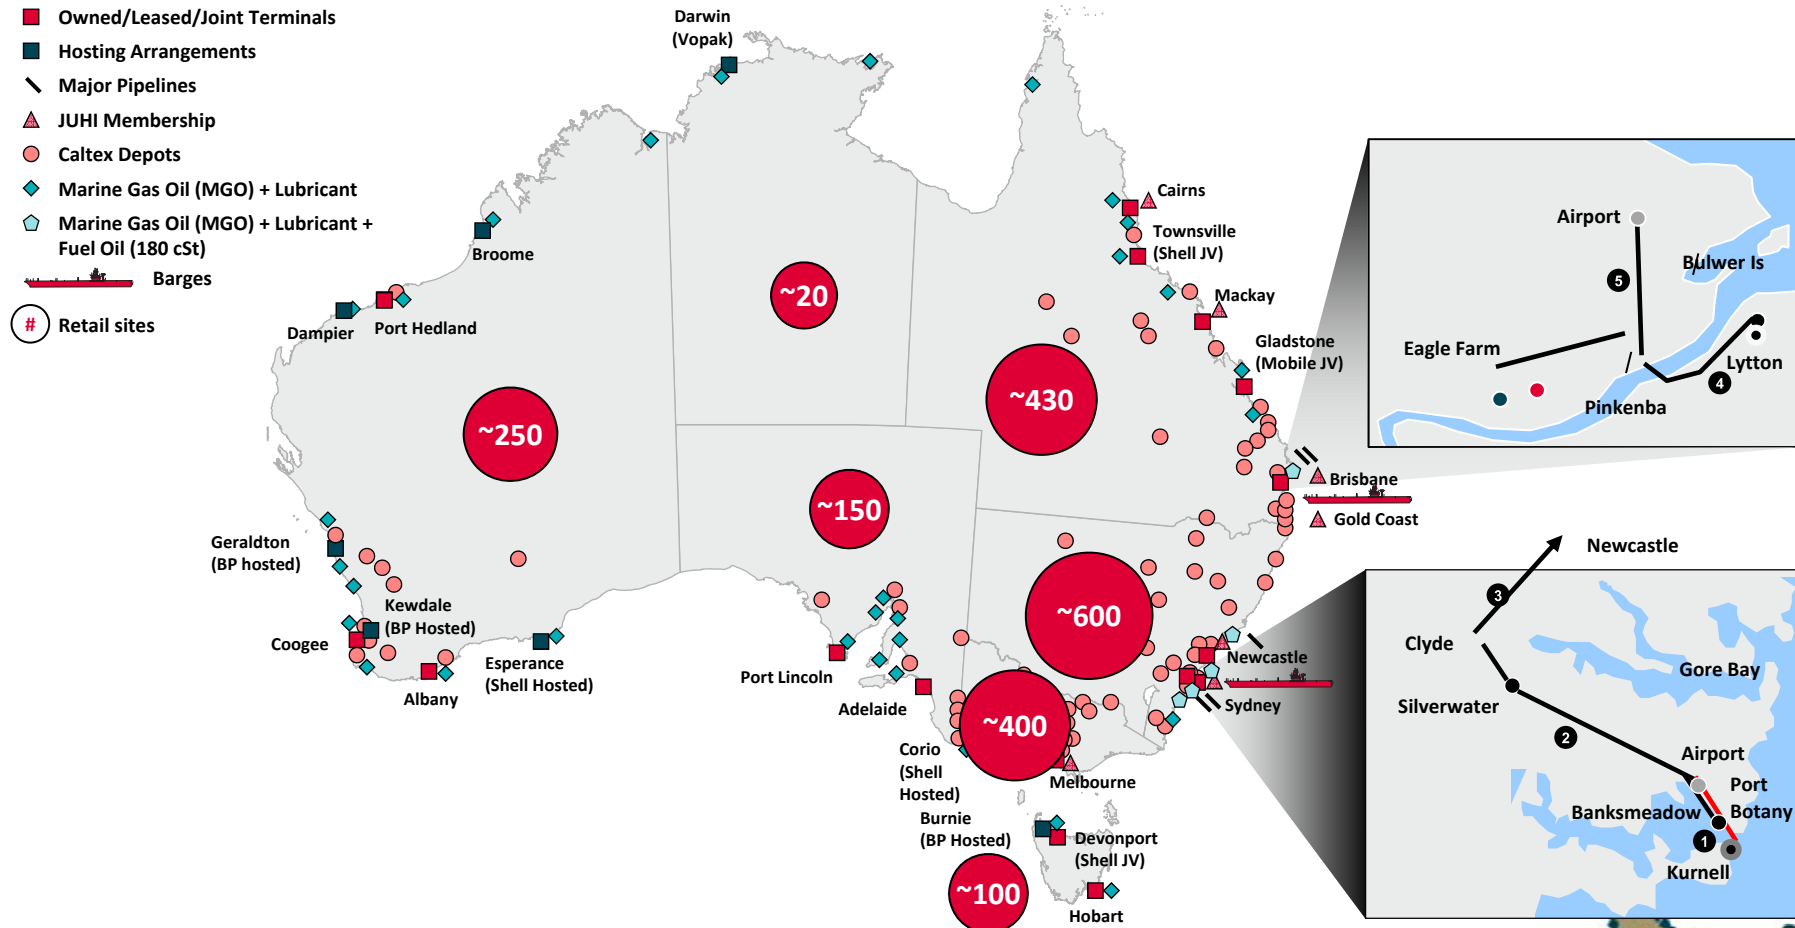 Owned/Leased/Joint Terminals
Hosting Arrangements
Major Pipelines
JUHI Membership
Caltex Depots
Marine Gas Oil (MGO) + Lubricant
Marine Gas Oil (MGO) + Lubricant +
Fuel Oil (180 cSt)
Barges
# Retail sites
Darwin
(Vopak)
Broome
Dampier
Port Hedland
~20
~250
~430
~150
~600
~400
~100
Cairns
Townsville
(Shell JV)
Mackay
Gladstone
(Mobile JV)
Brisbane
Gold Coast
Geraldton
(BP hosted)
Kewdale
(BP Hosted)
Coogee
Albany
Esperance
(Shell Hosted)
Port Lincoln
Adelaide
Newcastle
Sydney
Corio
(Shell
Hosted)
Melbourne
Burnie
(BP Hosted)
Devonport
(Shell JV)
Hobart
Airport
Bulwer Is
5
Eagle Farm
Lytton
4
Pinkenba
Newcastle
3
Clyde
Gore Bay
Silverwater
2
Airport
Port
Botany
Banksmeadow
1
Kurnell